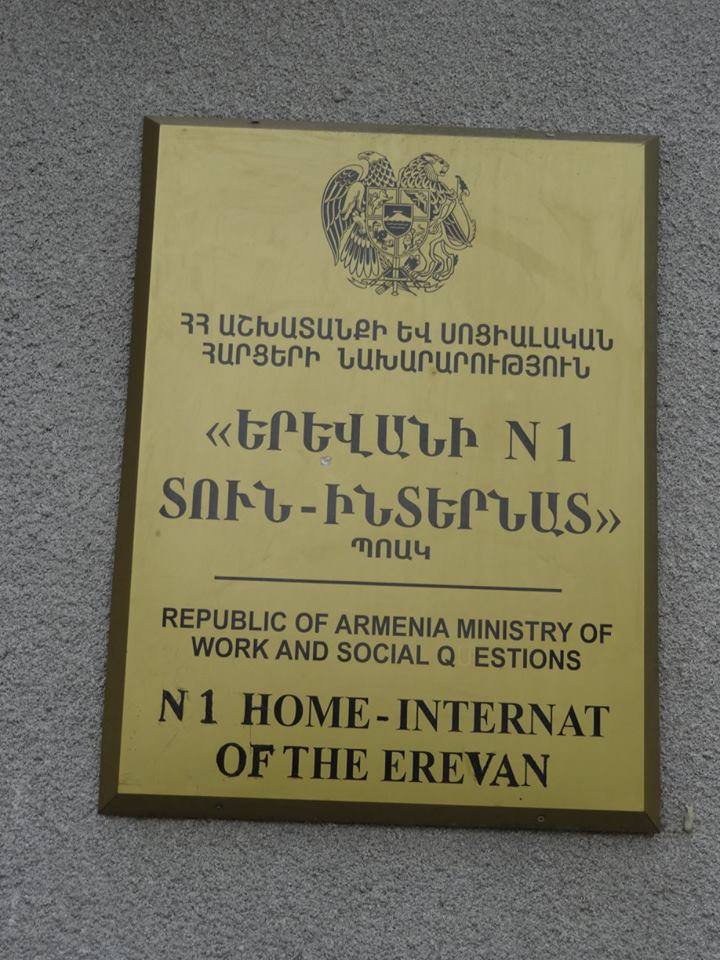 ՀՀ ԱՇԽԱՏԱՆՔԻ ԵՎ ՍՈՑԻԱԼԱԿԱՆ
ՀԱՐՑԵՐԻ ՆԱԽԱՐԱՐՈՒԹՅՈՒՆ
«ԵՐԵՎԱՆԻ N 1
ՏՈՒՆ-ԻՆՏԵՐՆԱՏ»
ՊՈԱԿ
REPUBLIC OF ARMENIA MINISTRY OF
WORK AND SOCIAL Q ESTIONS
N 1 HOME-INTERNAT
OF THE EREVAN